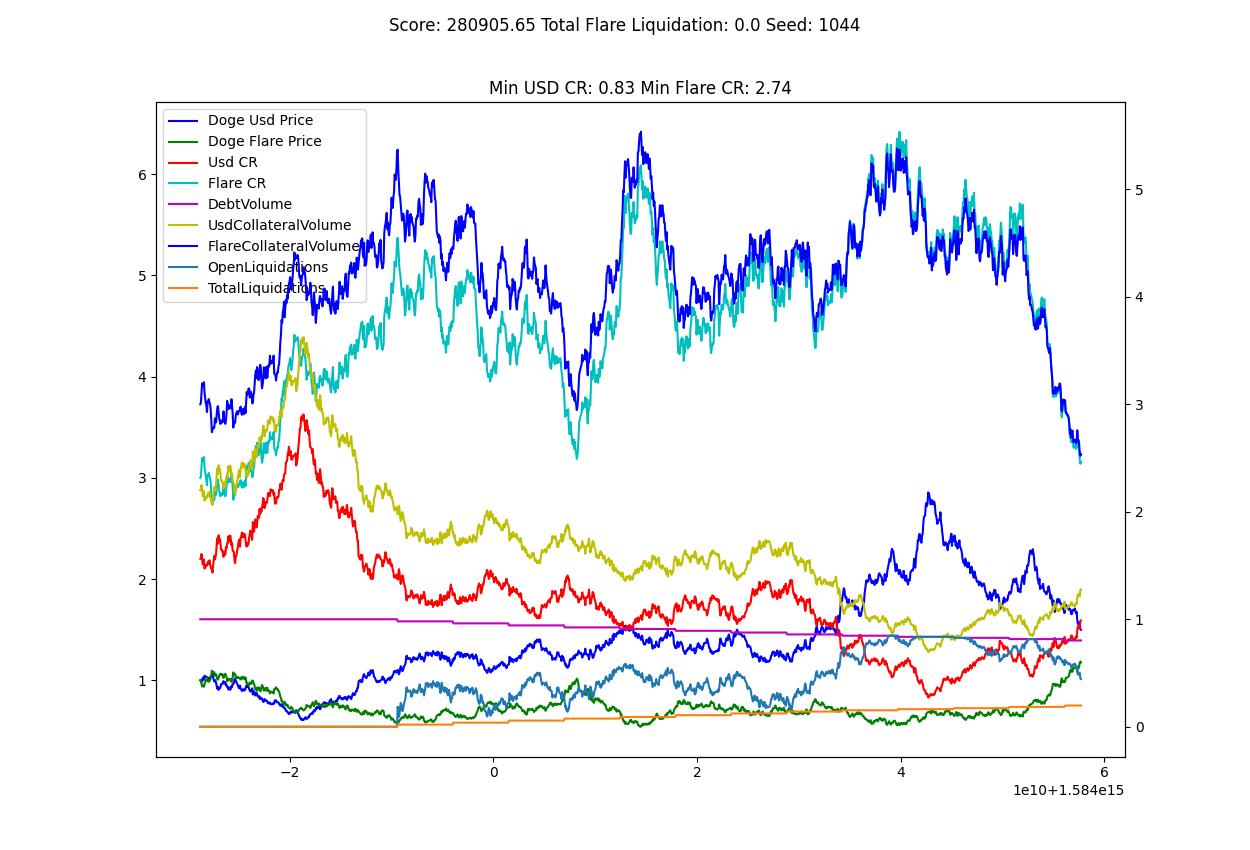 Score: 280905.65 Total Flare Liquidation: 0.0 Seed: 1044
Min USD CR: 0.83 Min Flare CR: 2.74
Doge Usd Price
Doge Flare Price
Usd CR
Flare CR
DebtVolume
UsdCollateralVolume
FlareCollateralVolume
OpenLiquidations
TotalLiquidations
6
5
4
3
2
1
5
4
3
2
1
0
−2
0
2
4
6
1e10+1.584e15